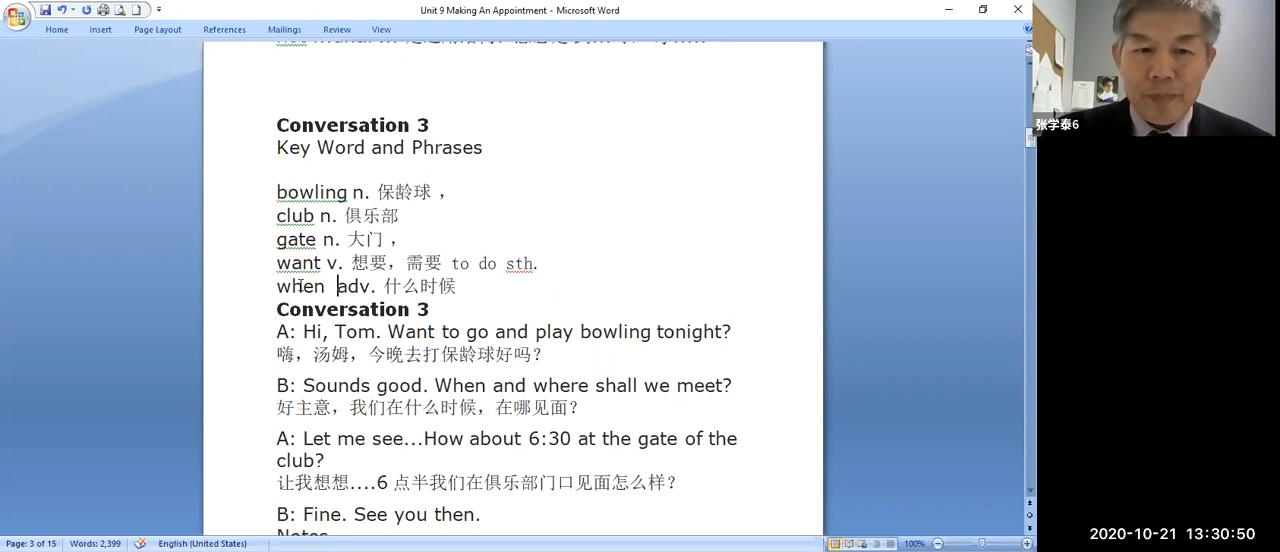 Unit 9 Making An Appointment - Microsoft Word
Home Insert Page Layout References Mailings Review View
Conversation 3
Key Word and Phrases
bowling n. 保龄球 ，
club n. 俱乐部
gate n. 大门 ，
want v. 想要，需要 to do sth.
when adv. 什么时候
Conversation 3
A: Hi, Tom. Want to go and play bowling tonight?
嗨，汤姆，今晚去打保龄球好吗？
B: Sounds good. When and where shall we meet?
好主意，我们在什么时候，在哪见面？
A: Let me see...How about 6:30 at the gate of the
club?
让我想想....6 点半我们在俱乐部门口见面怎么样？
B: Fine. See you then.
Notes
Page: 3 of 15 Words: 2,399 English (United States) 100%
张学泰6
2020-10-21 13:30:50